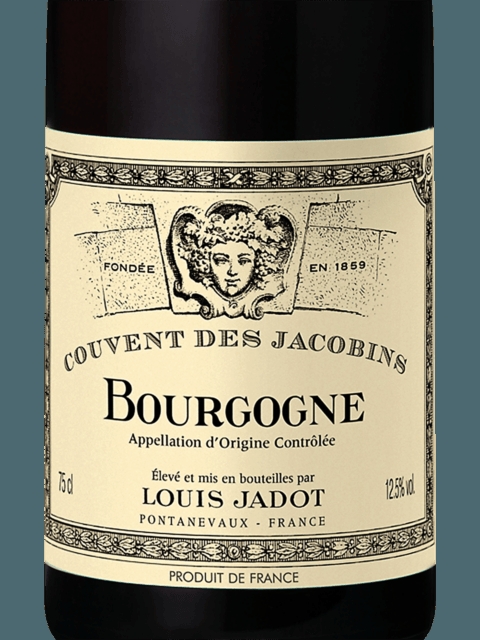 FONDÉE EN 1859
COUVENT DES JACOBINS
BOURGOGNE
Appellation d'Origine Contrôlée
Élevé et mis en bouteilles par
75 cl LOUIS JADOT 12.5% vol.
PONTANEVAUX - FRANCE
PRODUIT DE FRANCE